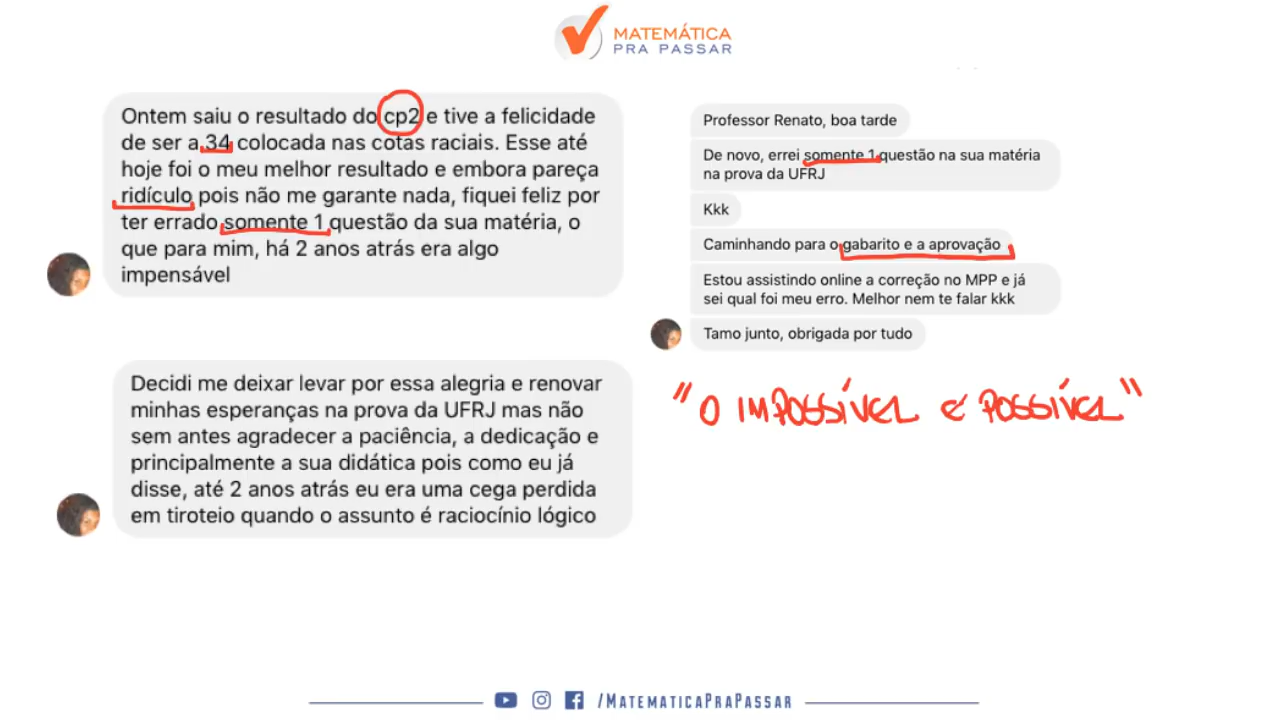 MATEMÁTICA
PRA PASSAR
Ontem saiu o resultado do cp2 e tive a felicidade
de ser a 34 colocada nas cotas raciais. Esse até
hoje foi o meu melhor resultado e embora pareça
ridículo pois não me garante nada, fiquei feliz por
ter errado somente 1 questão da sua matéria, o
que para mim, há 2 anos atrás era algo
impensável
Decidi me deixar levar por essa alegria e renovar
minhas esperanças na prova da UFRJ mas não
sem antes agradecer a paciência, a dedicação e
principalmente a sua didática pois como eu já
disse, até 2 anos atrás eu era uma cega perdida
em tiroteio quando o assunto é raciocínio lógico
Professor Renato, boa tarde
De novo, errei somente 1 questão na sua matéria
na prova da UFRJ
Kkk
Caminhando para o gabarito e a aprovação
Estou assistindo online a correção no MPP e já
sei qual foi meu erro. Melhor nem te falar kkk
Tamo junto, obrigada por tudo
"O IMPOSSÍVEL É POSSÍVEL"
/MATEMATICAPRAPASSAR